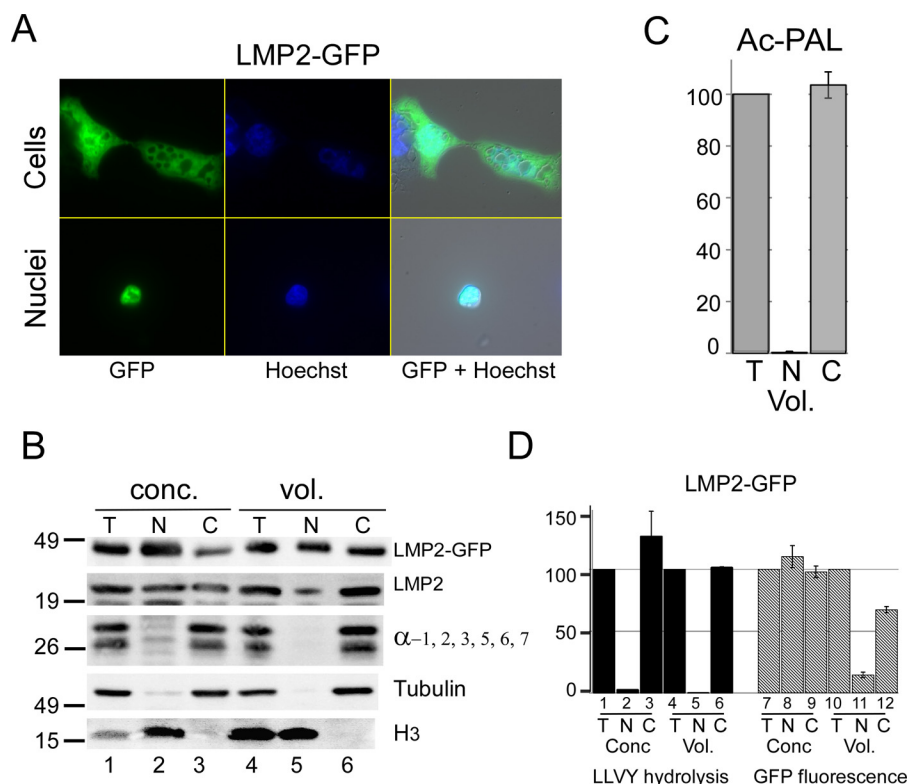 A
LMP2-GFP
Cells
Nuclei
GFP Hoechst GFP + Hoechst
C
Ac-PAL
100
80
60
40
20
0
T N C
Vol.
B
conc. vol.
T N C T N C
49 LMP2-GFP
LMP2
19
α-1, 2, 3, 5, 6, 7
26
Tubulin
49
H3
15
1 2 3 4 5 6
D
LMP2-GFP
150
100
50
0
1 2 3 4 5 6 7 8 9 10 11 12
T N C T N C T N C T N C
Conc Vol. Conc Vol.
LLVY hydrolysis GFP fluorescence